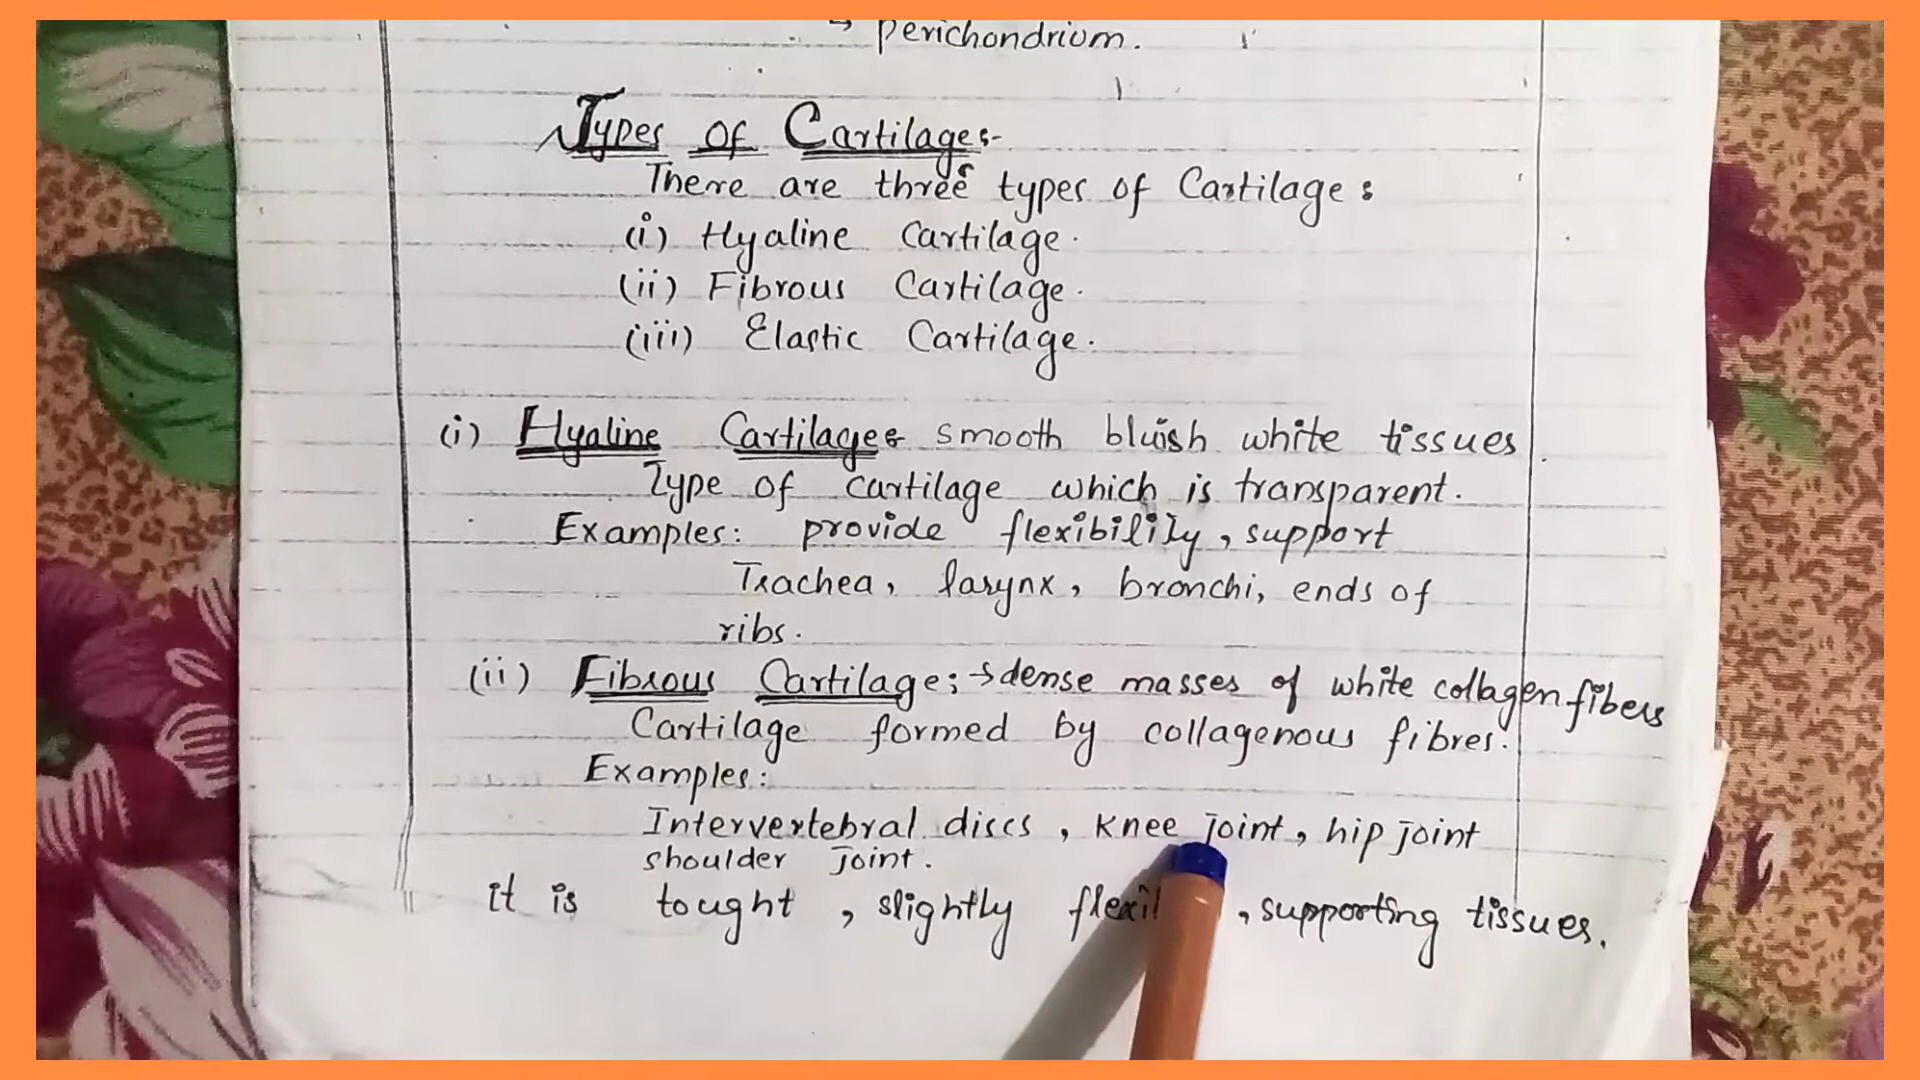 → perichondrium.
Types Of Cartilages-
There are three types of Cartilage:
(i) Hyaline Cartilage.
(ii) Fibrous Cartilage.
(iii) Elastic Cartilage.
(i) Hyaline Cartilage: smooth bluish white tissues
Type of cartilage which is transparent.
Examples: provide flexibility, support
Trachea, larynx, bronchi, ends of
ribs.
(ii) Fibrous Cartilage: → dense masses of white collagen fibers
Cartilage formed by collagenous fibres.
Examples:
Intervertebral discs, knee joint, hip joint
shoulder joint.
it is tought, slightly , supporting tissues.